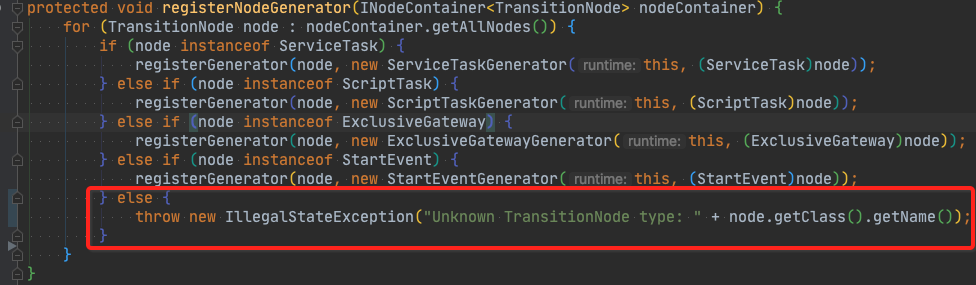 protected void registerNodeGenerator(INodeContainer<TransitionNode> nodeContainer) {
for (TransitionNode node : nodeContainer.getAllNodes()) {
if (node instanceof ServiceTask) {
registerGenerator(node, new ServiceTaskGenerator( runtime: this, (ServiceTask)node));
} else if (node instanceof ScriptTask) {
registerGenerator(node, new ScriptTaskGenerator( runtime: this, (ScriptTask)node));
} else if (node instanceof ExclusiveGateway) {
registerGenerator(node, new ExclusiveGatewayGenerator( runtime: this, (ExclusiveGateway)node));
} else if (node instanceof StartEvent) {
registerGenerator(node, new StartEventGenerator( runtime: this, (StartEvent)node));
} else {
throw new IllegalStateException("Unknown TransitionNode type: " + node.getClass().getName());
}
}
}